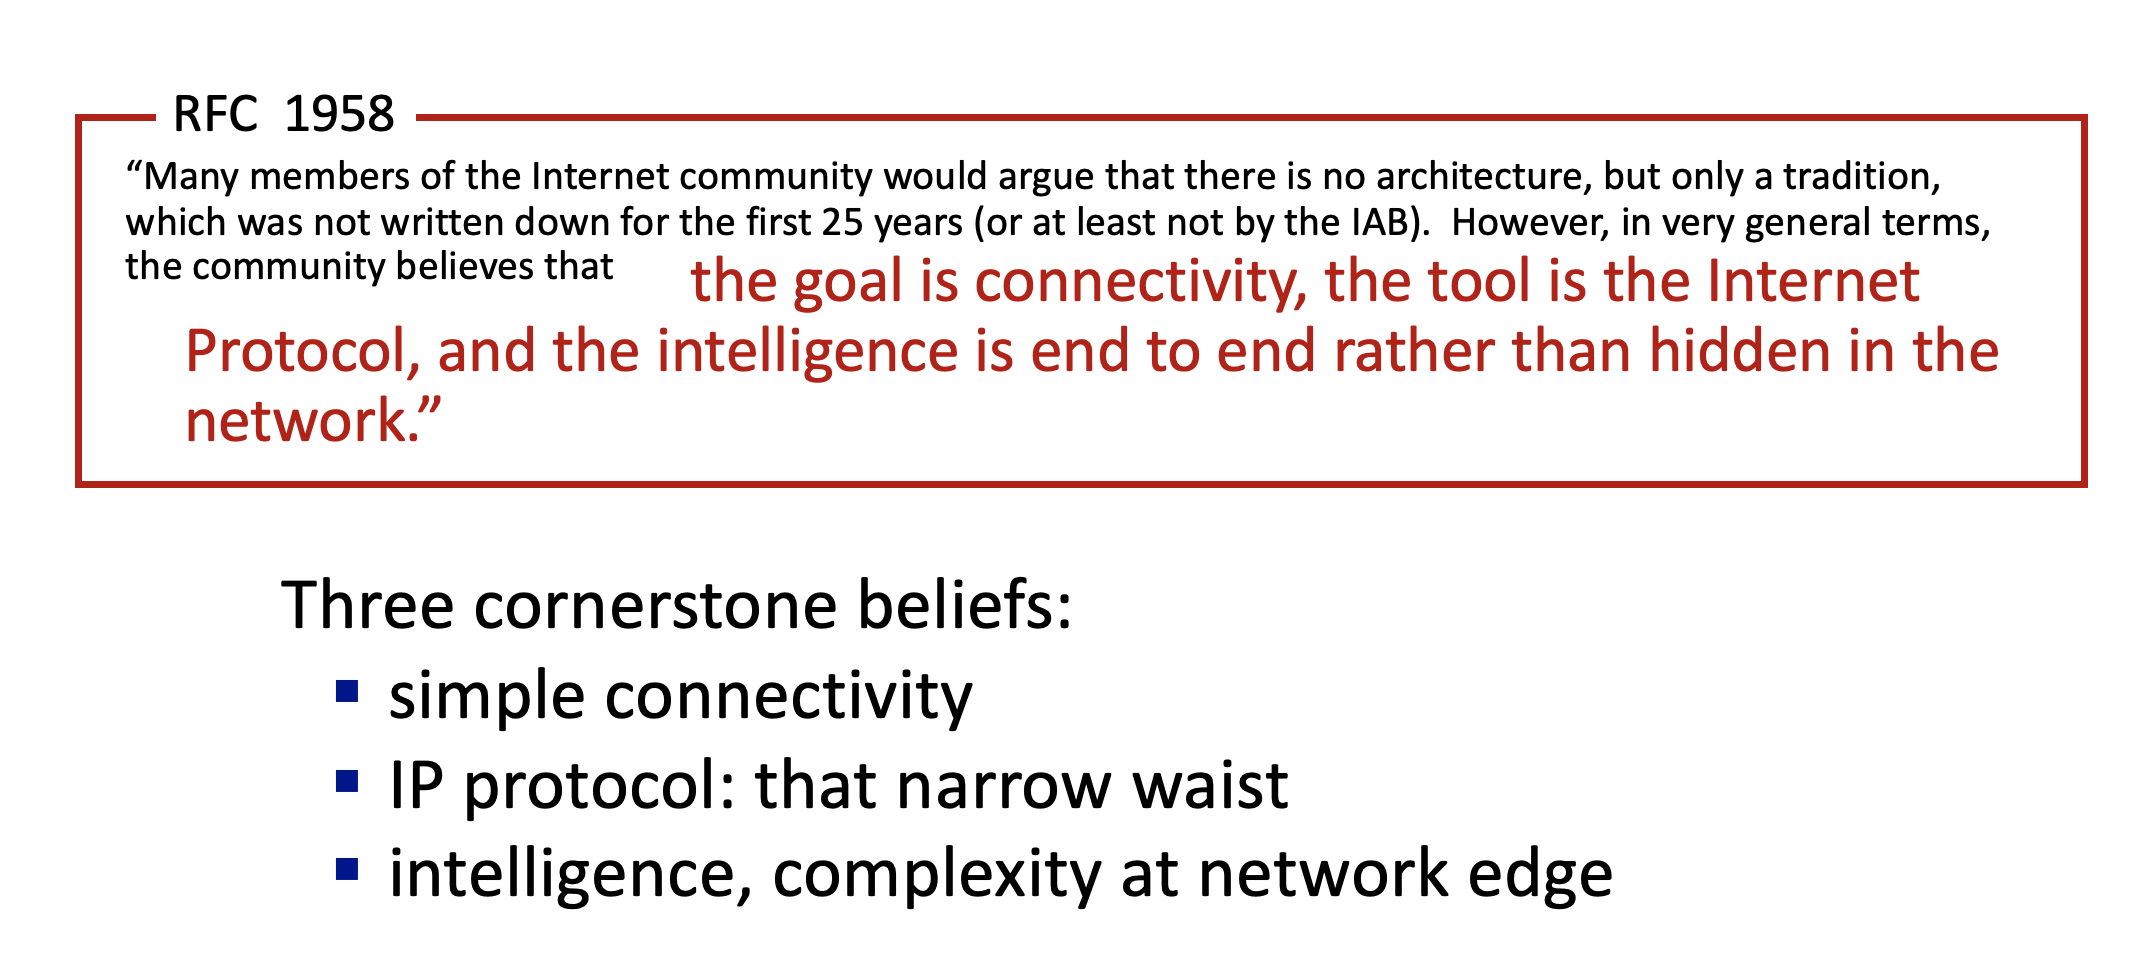 RFC  1958
“Many members of the Internet community would argue that there is no architecture, but only a tradition,
which was not written down for the first 25 years (or at least not by the IAB).  However, in very general terms,
the community believes that the goal is connectivity, the tool is the Internet
Protocol, and the intelligence is end to end rather than hidden in the
network.”
Three cornerstone beliefs:
▪ simple connectivity
▪ IP protocol: that narrow waist
▪ intelligence, complexity at network edge